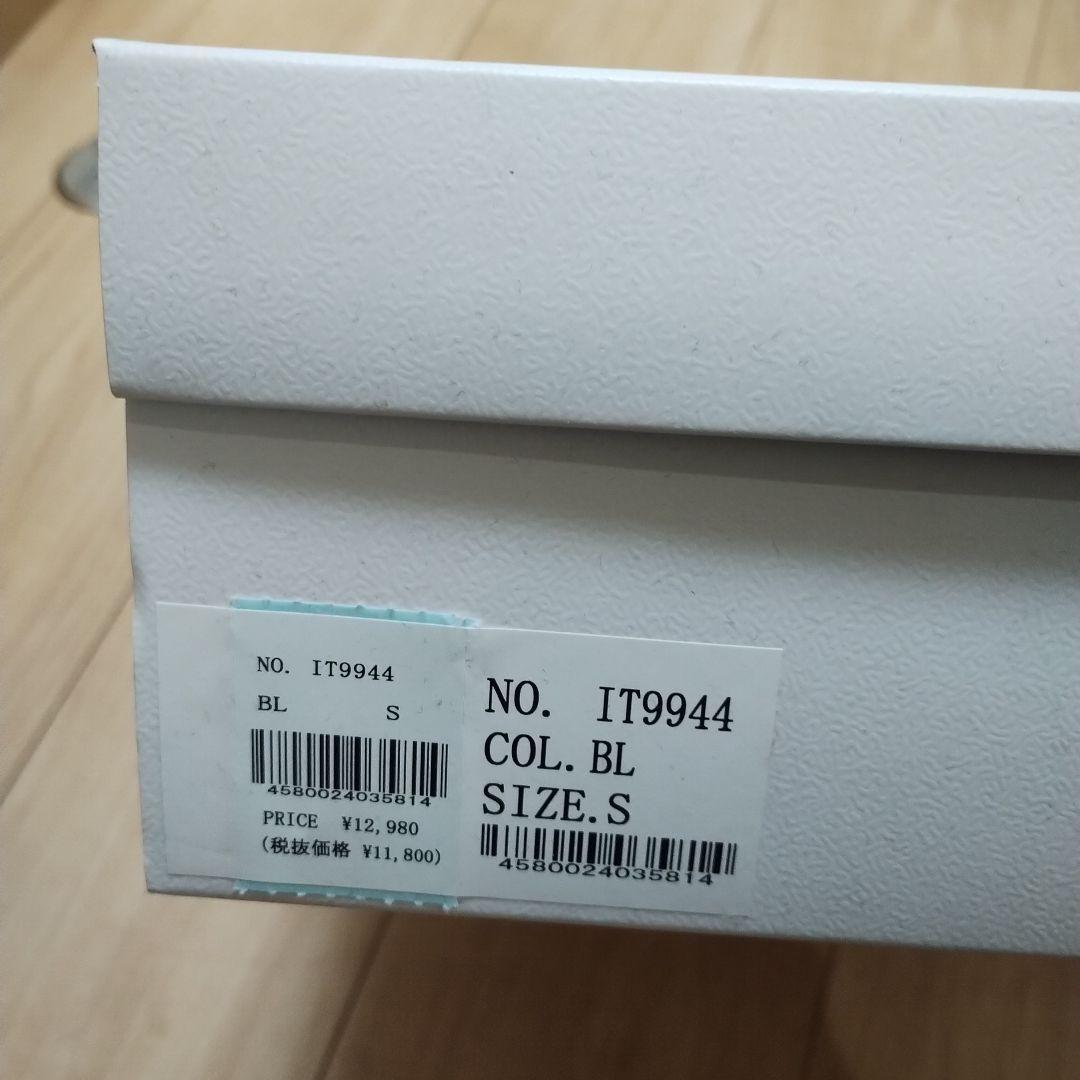 NO. IT9944
BL S
4580024035814
PRICE ¥12,980
(税抜価格 ¥11,800)
NO. IT9944
COL. BL
SIZE. S
4580024035814